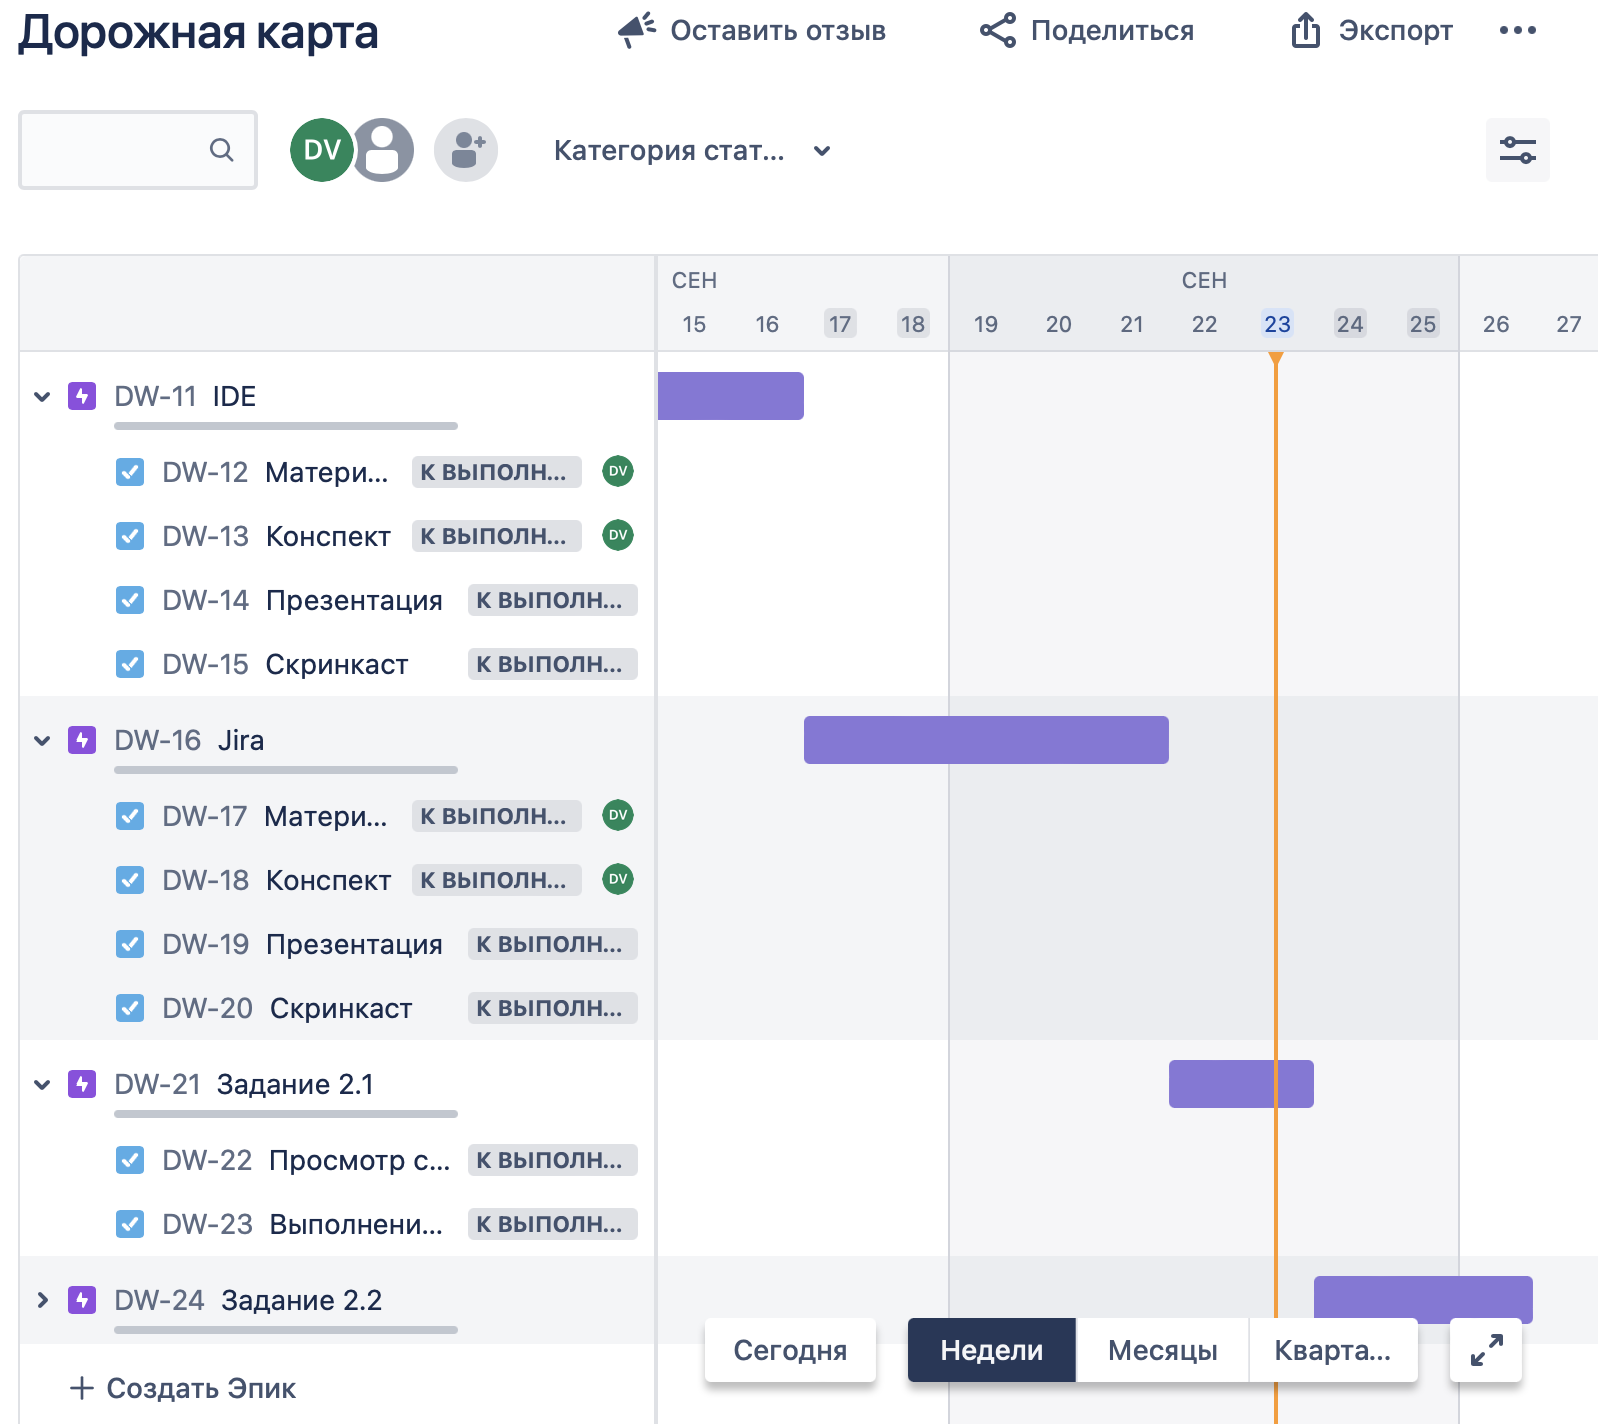 Дорожная карта
Оставить отзыв
Поделиться
Экспорт
DV
Категория стат...
СЕН
СЕН
15 16 17 18 19 20 21 22 23 24 25 26 27
DW-11 IDE
DW-12 Матери... К ВЫПОЛН... DV
DW-13 Конспект К ВЫПОЛН... DV
DW-14 Презентация К ВЫПОЛН...
DW-15 Скринкаст К ВЫПОЛН...
DW-16 Jira
DW-17 Матери... К ВЫПОЛН... DV
DW-18 Конспект К ВЫПОЛН... DV
DW-19 Презентация К ВЫПОЛН...
DW-20 Скринкаст К ВЫПОЛН...
DW-21 Задание 2.1
DW-22 Просмотр с... К ВЫПОЛН...
DW-23 Выполнени... К ВЫПОЛН...
DW-24 Задание 2.2
Сегодня
Недели
Месяцы
Кварта...
+ Создать Эпик